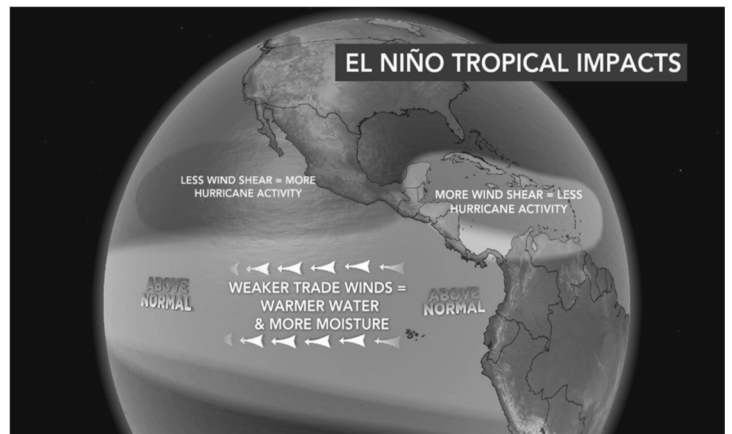 EL NIÑO TROPICAL IMPACTS
LESS WIND SHEAR = MORE
HURRICANE ACTIVITY
MORE WIND SHEAR = LESS
HURRICANE ACTIVITY
ABOVE
NORMAL
WEAKER TRADE WINDS =
WARMER WATER
& MORE MOISTURE
ABOVE
NORMAL